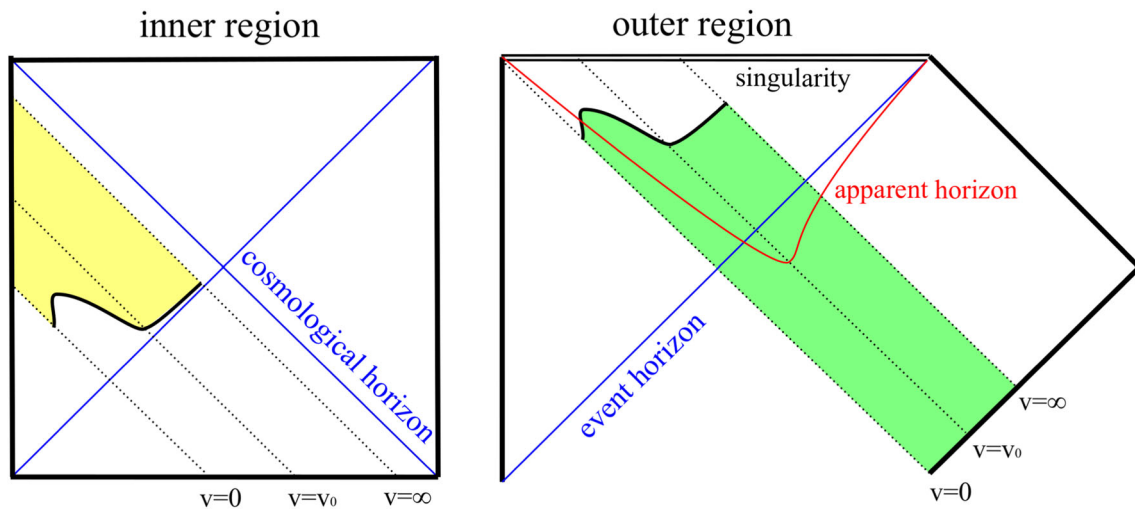 inner region
cosmological horizon
v=0
v=v₀
v=∞
outer region
singularity
apparent horizon
event horizon
v=∞
v=v₀
v=0